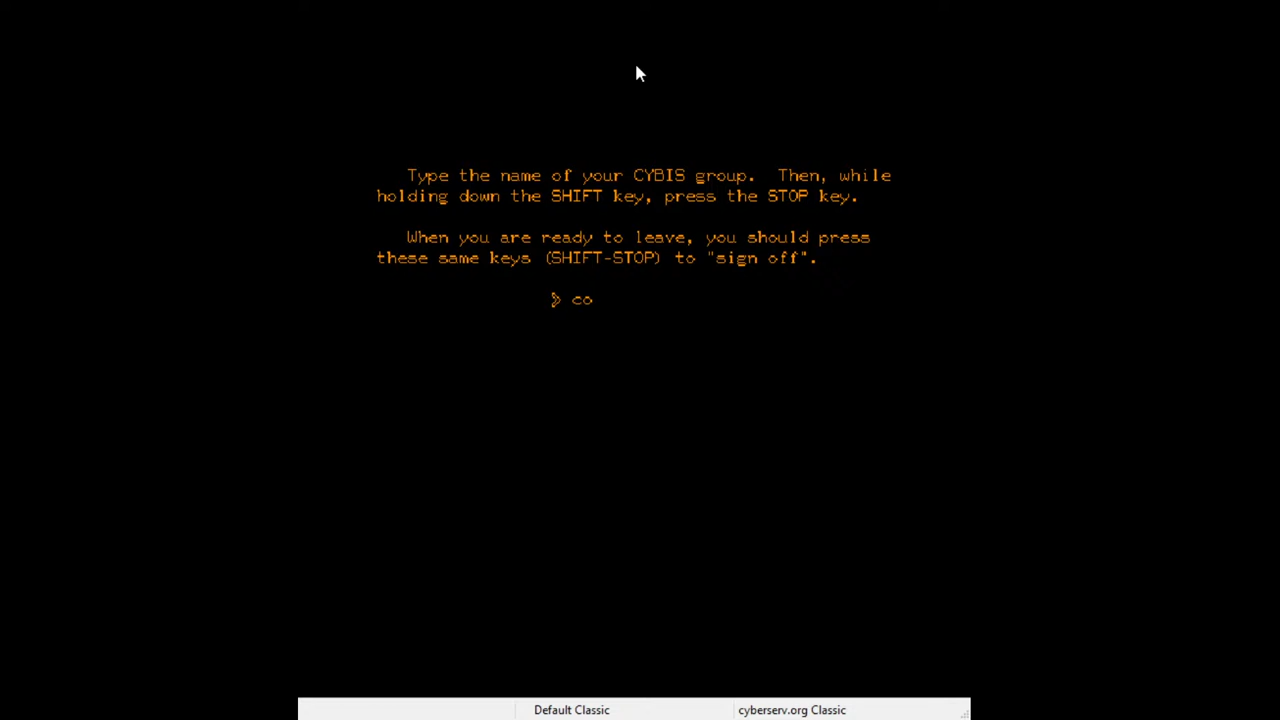 Type the name of your CYBIS group. Then, while
holding down the SHIFT key, press the STOP key.
When you are ready to leave, you should press
these same keys (SHIFT-STOP) to "sign off".
> co
Default Classic
cyberserv.org Classic